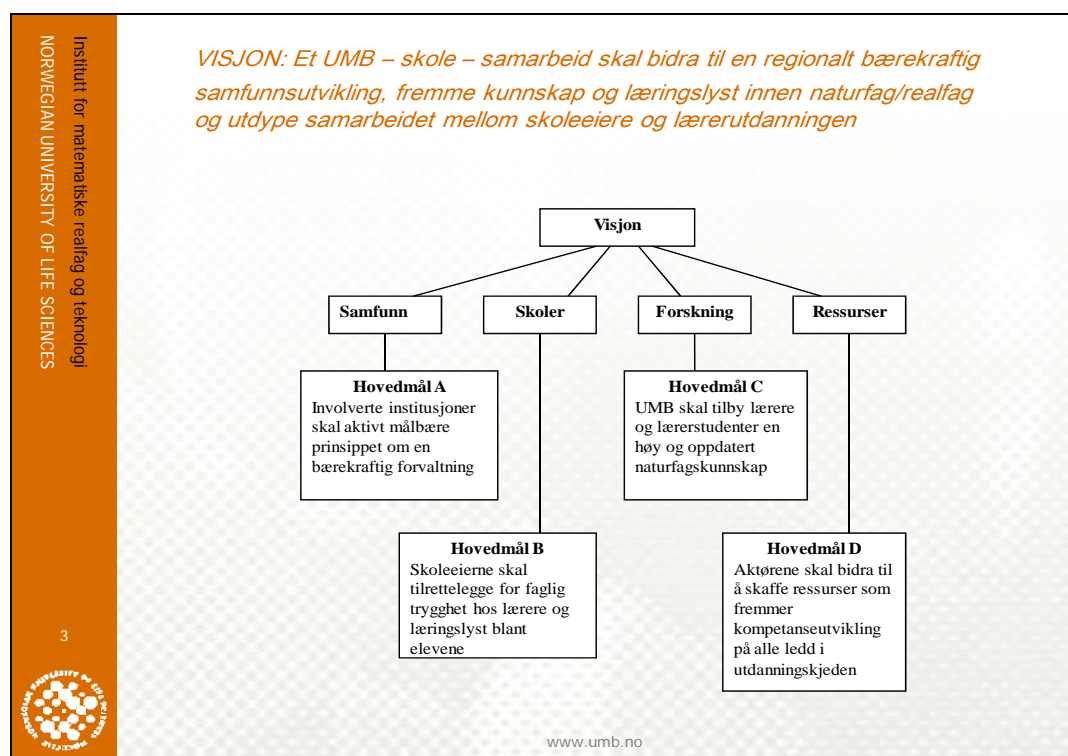 Institutt for matematiske realfag og teknologi
NORWEGIAN UNIVERSITY OF LIFE SCIENCES
VISJON: Et UMB – skole – samarbeid skal bidra til en regionalt bærekraftig
samfunnsutvikling, fremme kunnskap og læringslyst innen naturfag/realfag
og utdype samarbeidet mellom skoleeiere og lærerutdanningen
Visjon
Samfunn
Skoler
Forskning
Ressurser
Hovedmål A
Involverte institusjoner
skal aktivt målbære
prinsippet om en
bærekraftig forvaltning
Hovedmål C
UMB skal tilby lærere
og lærerstudenter en
høy og oppdatert
naturfagskunnskap
Hovedmål B
Skoleeierne skal
tilrettelegge for faglig
trygghet hos lærere og
læringslyst blant
elevene
Hovedmål D
Aktørene skal bidra til
å skaffe ressurser som
fremmer
kompetanseutvikling
på alle ledd i
utdanningskjeden
3
www.umb.no